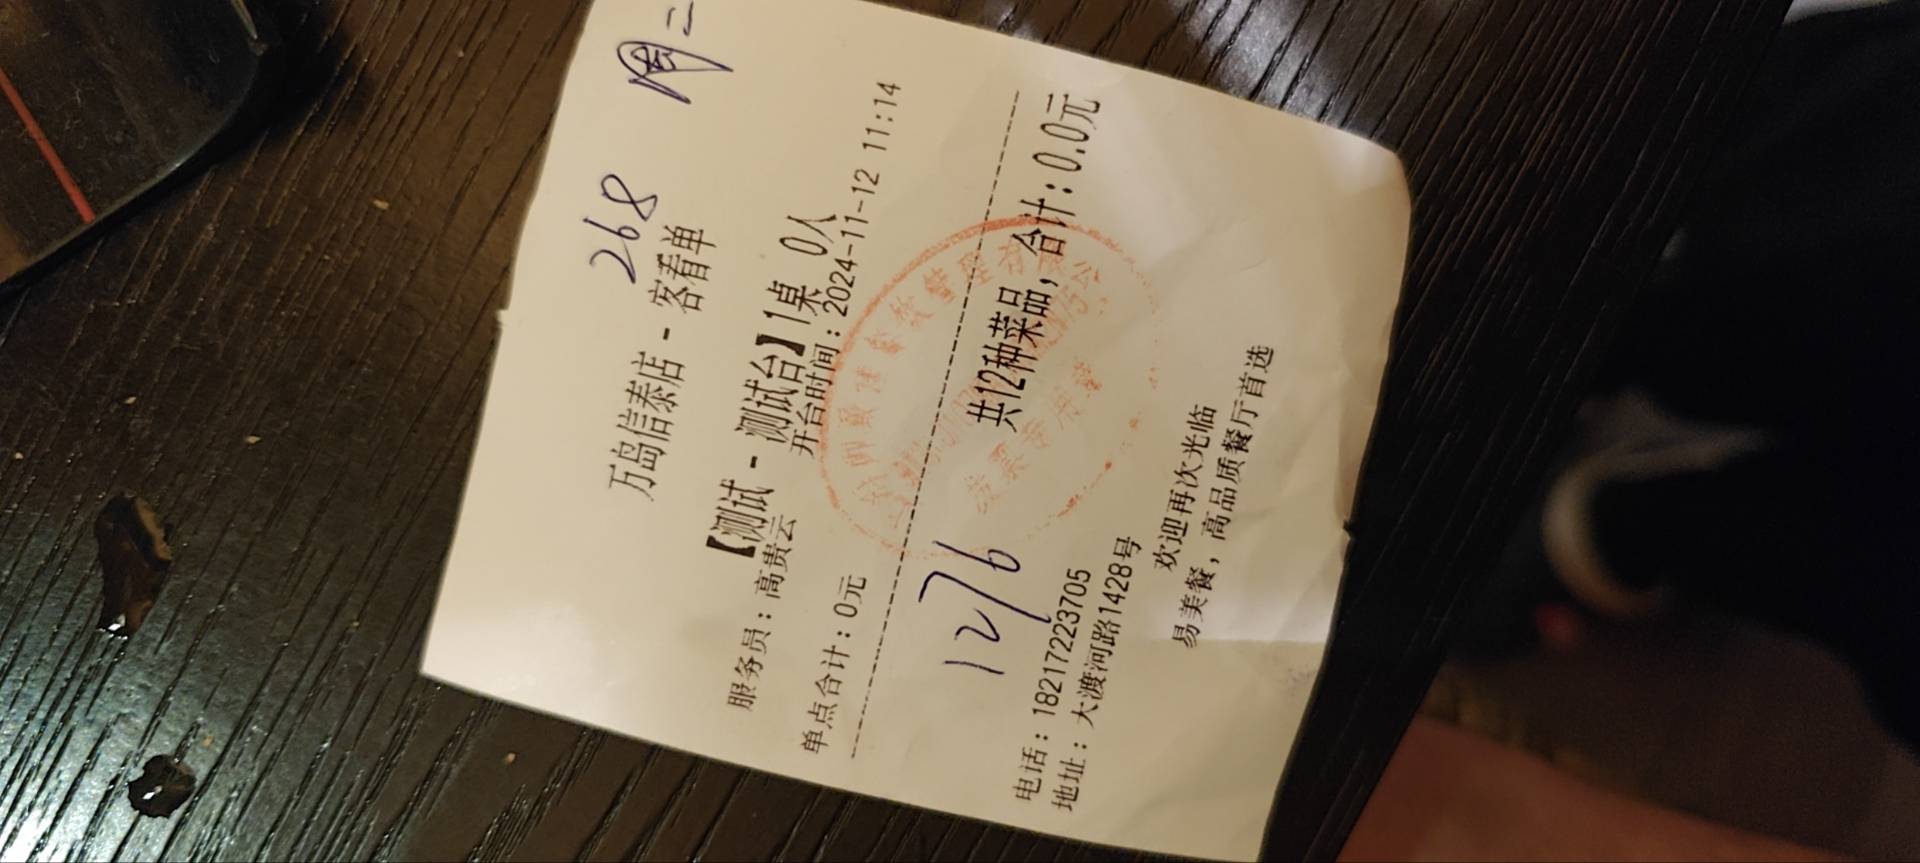 周二
268
万岛信泰店 - 客看单
【测试 - 测试台】1桌 0人
服务员：高贵云 开台时间：2024-11-12 11:14
单点合计：0元
共12种菜品，合计：0.0元
1276
电话：18217223705
地址：大渡河路1428号
欢迎再次光临
易美餐，高品质餐厅首选